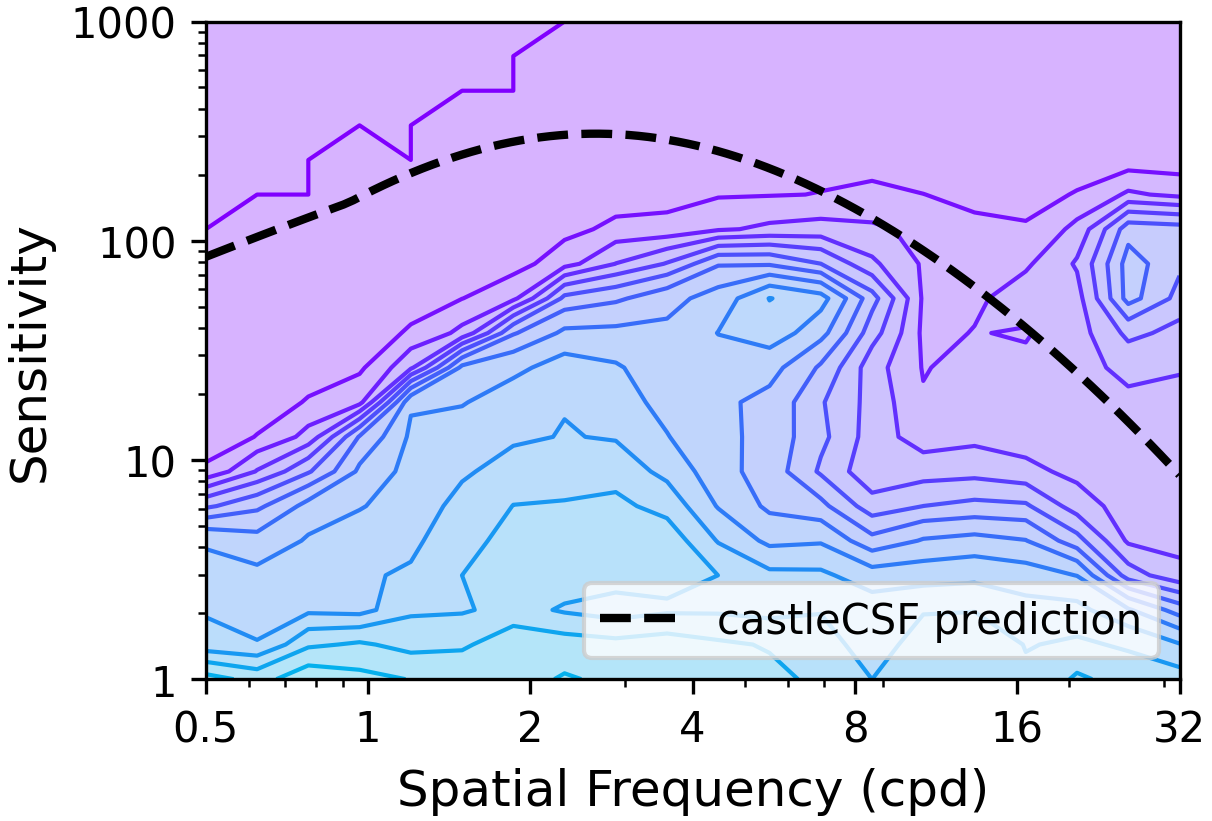 1000
100
10
1
Sensitivity
castleCSF prediction
0.5 1 2 4 8 16 32
Spatial Frequency (cpd)